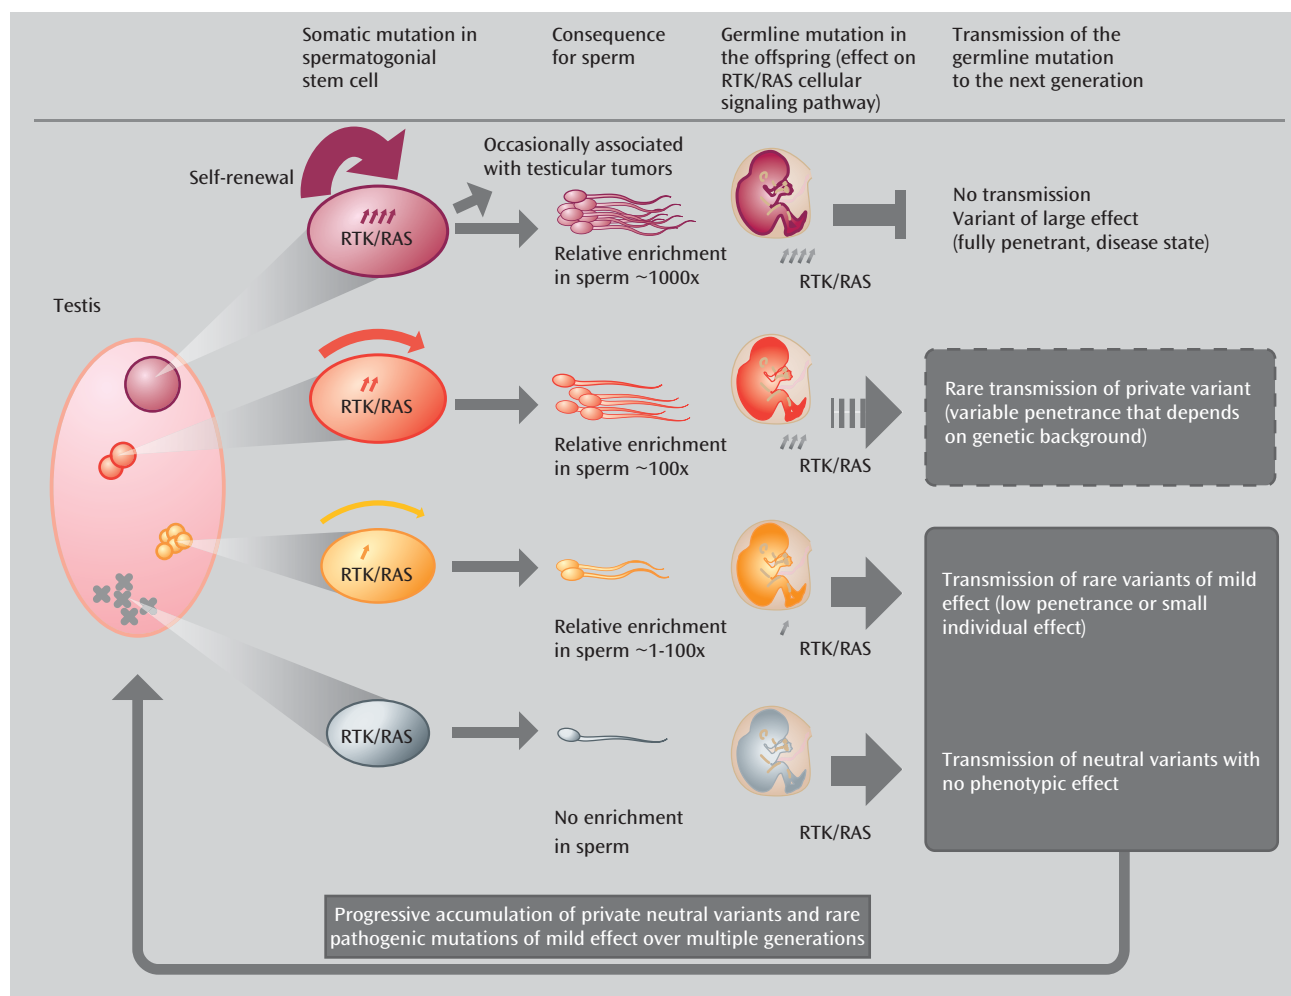 Somatic mutation in
spermatogonial
stem cell
Consequence
for sperm
Germline mutation in
the offspring (effect on
RTK/RAS cellular
signaling pathway)
Transmission of the
germline mutation
to the next generation
Self-renewal
RTK/RAS
Occasionally associated
with testicular tumors
Relative enrichment
in sperm ~1000x
RTK/RAS
No transmission
Variant of large effect
(fully penetrant, disease state)
Testis
RTK/RAS
Relative enrichment
in sperm ~100x
RTK/RAS
Rare transmission of private variant
(variable penetrance that depends
on genetic background)
RTK/RAS
Relative enrichment
in sperm ~1-100x
RTK/RAS
Transmission of rare variants of mild
effect (low penetrance or small
individual effect)
RTK/RAS
No enrichment
in sperm
RTK/RAS
Transmission of neutral variants with
no phenotypic effect
Progressive accumulation of private neutral variants and rare
pathogenic mutations of mild effect over multiple generations